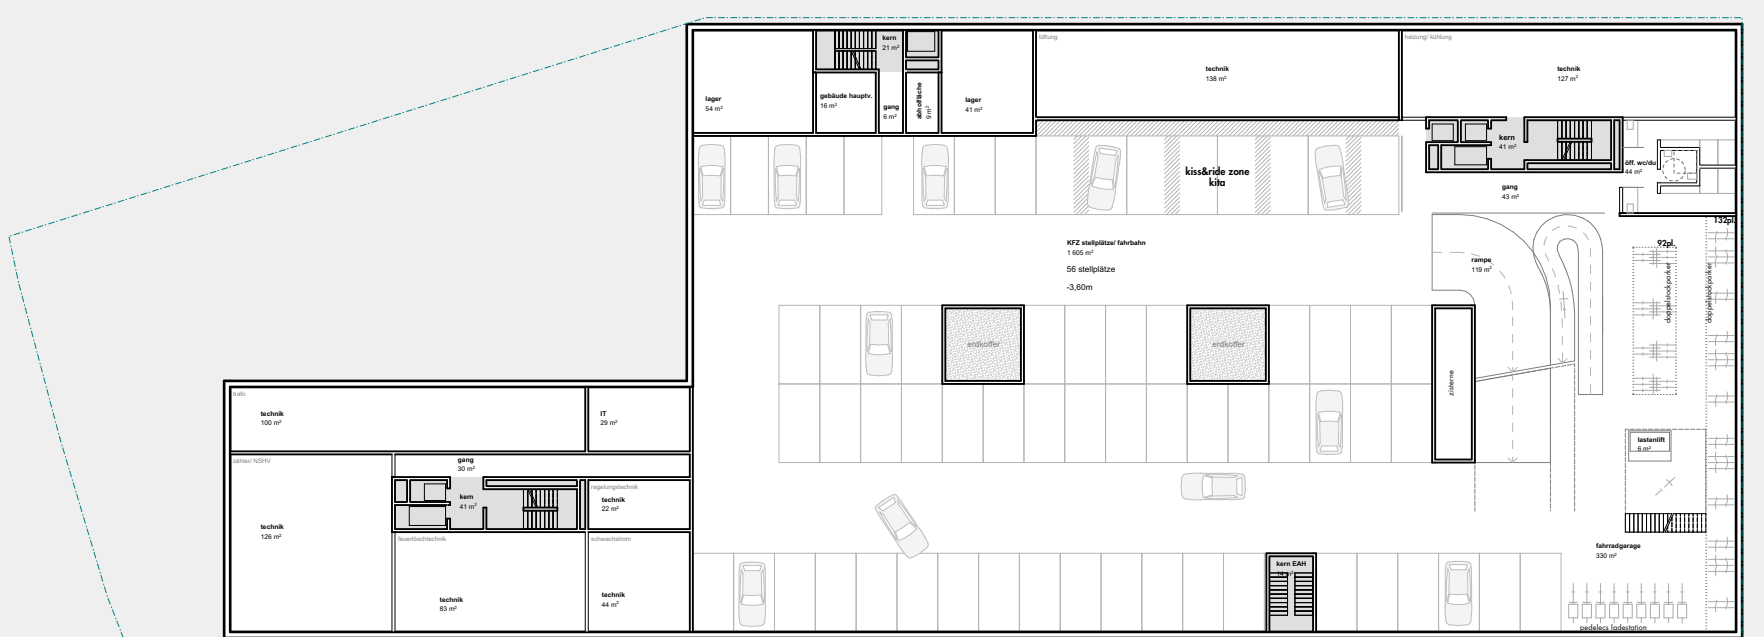 kern
21 m²
lüftung
heizung/ kühlung
technik
138 m²
technik
127 m²
lager
54 m²
gebäude hauptv.
16 m²
gang
6 m²
abholfläche
9 m²
lager
41 m²
kern
41 m²
öff. wc/du
44 m²
kiss&ride zone
kita
gang
43 m²
132pl.
KFZ stellplätze/ fahrbahn
1 605 m²
56 stellplätze
-3,60m
92pl.
rampe
119 m²
doppelstockparker
doppelstockparker
erdkoffer
erdkoffer
zisterne
trafo
technik
100 m²
IT
29 m²
lastenlift
6 m²
zähler/ NSHV
gang
30 m²
regelungstechnik
kern
41 m²
technik
22 m²
technik
126 m²
feuerlöschtechnik
schwachstrom
fahrradgarage
330 m²
kern EAH
technik
83 m²
technik
44 m²
pedelecs ladestation